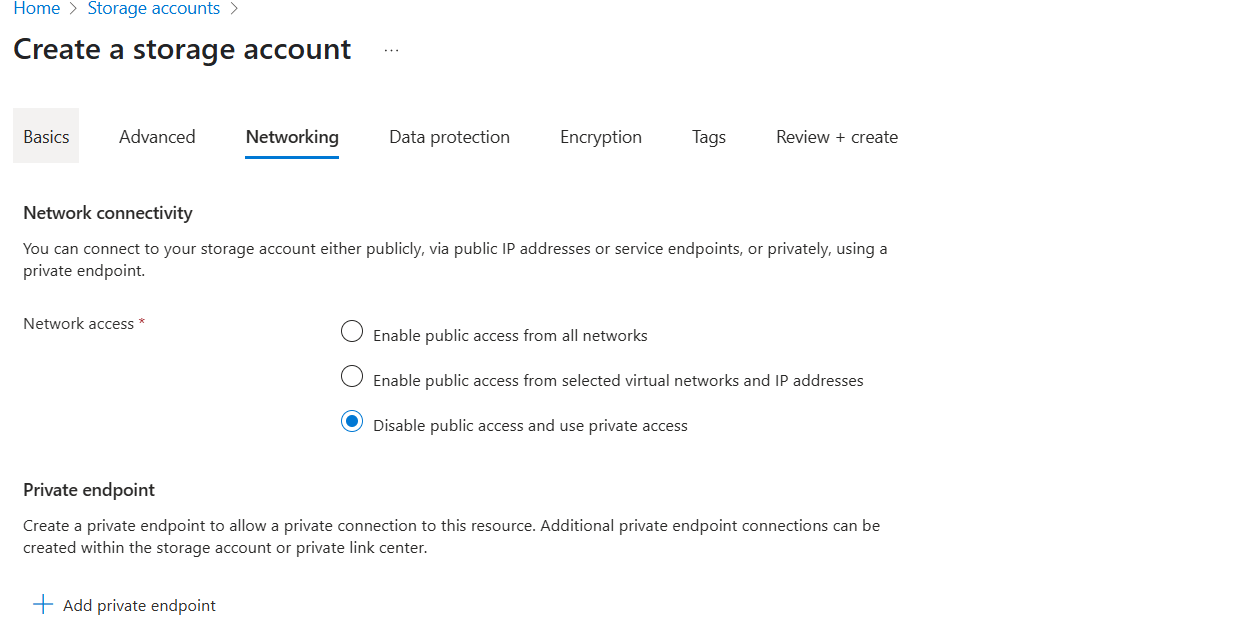 Home > Storage accounts >
Create a storage account ...
Basics Advanced Networking Data protection Encryption Tags Review + create
Network connectivity
You can connect to your storage account either publicly, via public IP addresses or service endpoints, or privately, using a
private endpoint.
Network access *
Enable public access from all networks
Enable public access from selected virtual networks and IP addresses
Disable public access and use private access
Private endpoint
Create a private endpoint to allow a private connection to this resource. Additional private endpoint connections can be
created within the storage account or private link center.
+ Add private endpoint